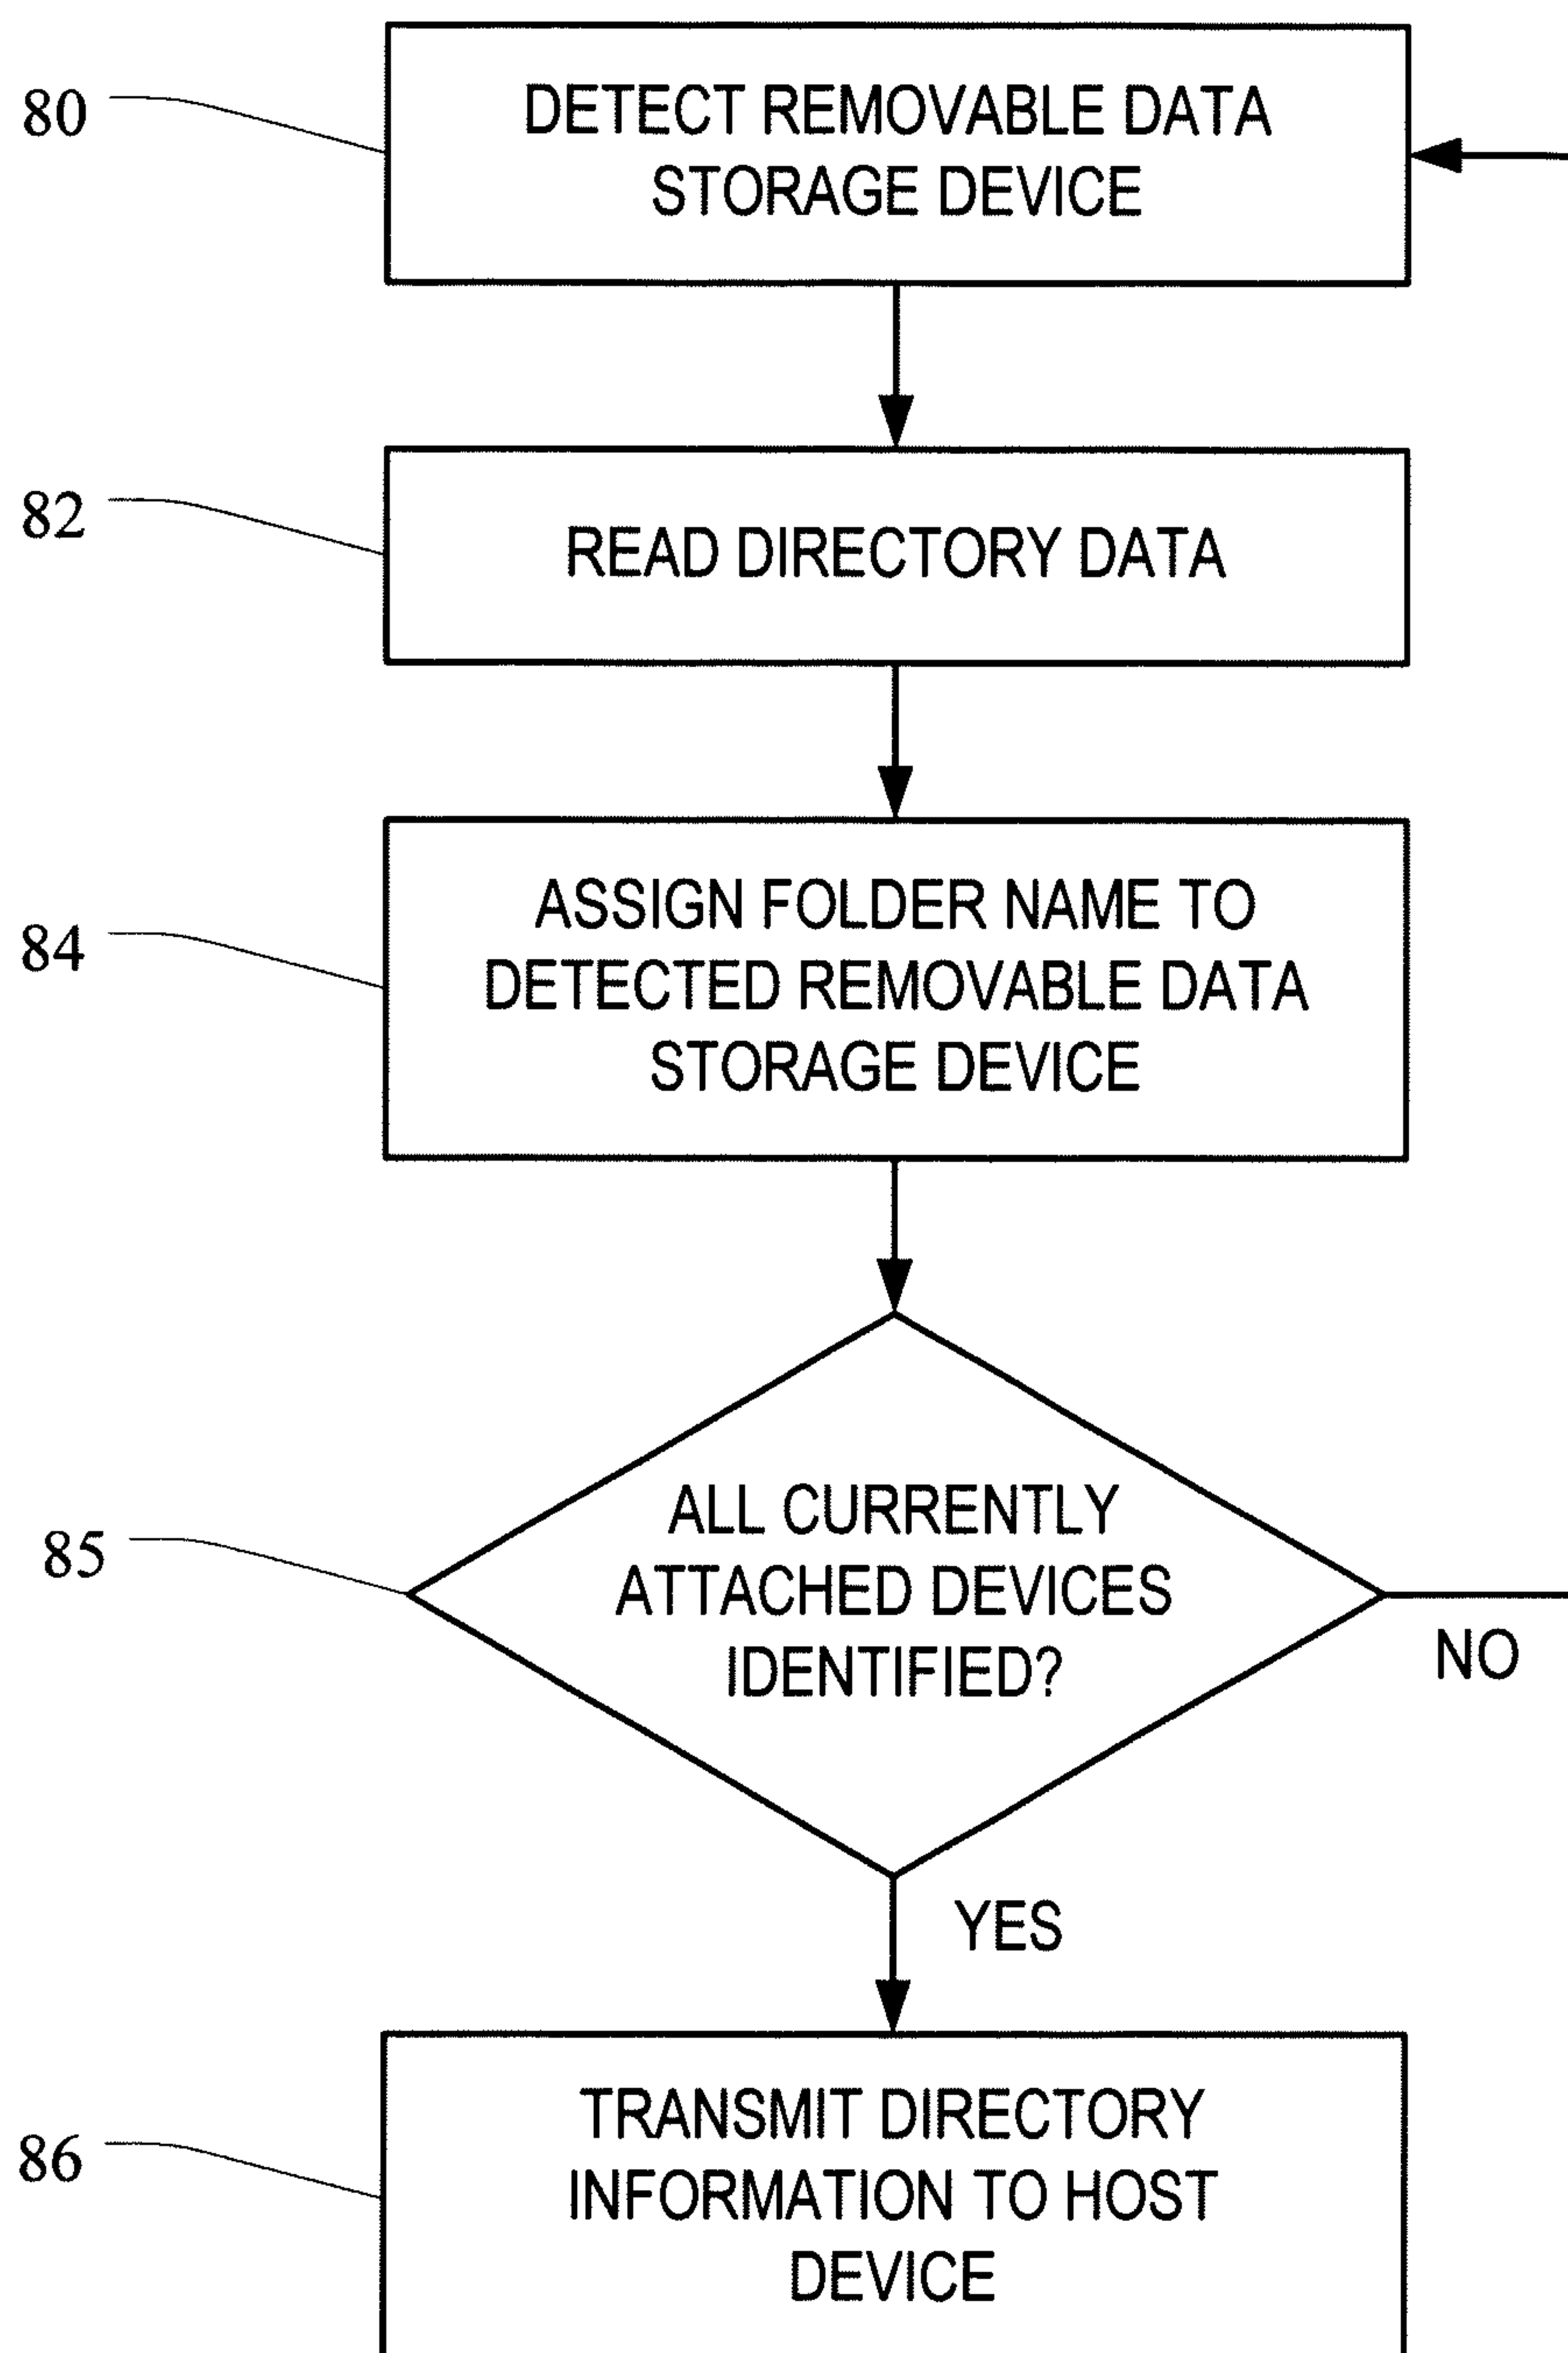 80
DETECT REMOVABLE DATA
STORAGE DEVICE
82
READ DIRECTORY DATA
84
ASSIGN FOLDER NAME TO
DETECTED REMOVABLE DATA
STORAGE DEVICE
85
ALL CURRENTLY
ATTACHED DEVICES
IDENTIFIED?
NO
YES
86
TRANSMIT DIRECTORY
INFORMATION TO HOST
DEVICE